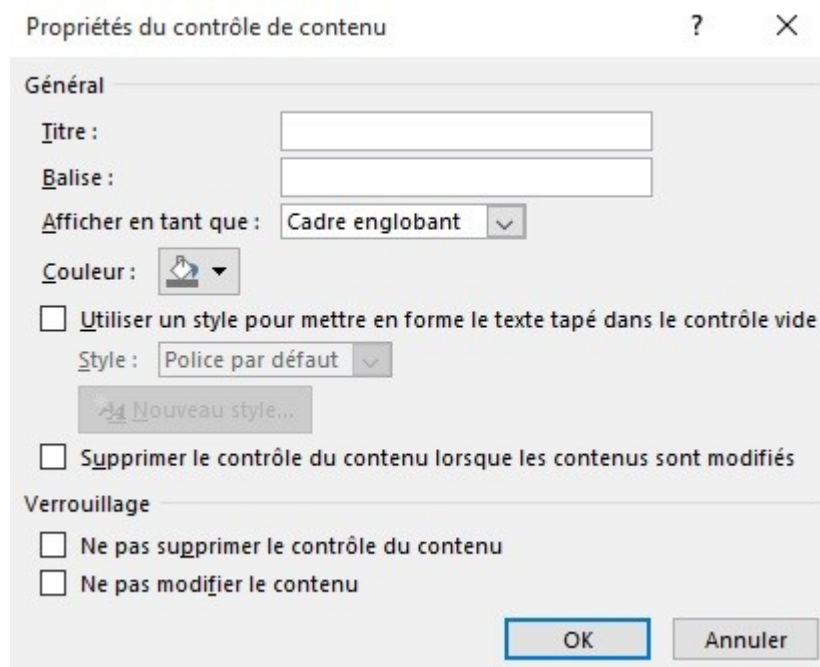 Propriétés du contrôle de contenu ?
Général
Titre :
Balise :
Afficher en tant que : Cadre englobant
Couleur :
Utiliser un style pour mettre en forme le texte tapé dans le contrôle vide
Style : Police par défaut
Nouveau style...
Supprimer le contrôle du contenu lorsque les contenus sont modifiés
Verrouillage
Ne pas supprimer le contrôle du contenu
Ne pas modifier le contenu
OK Annuler